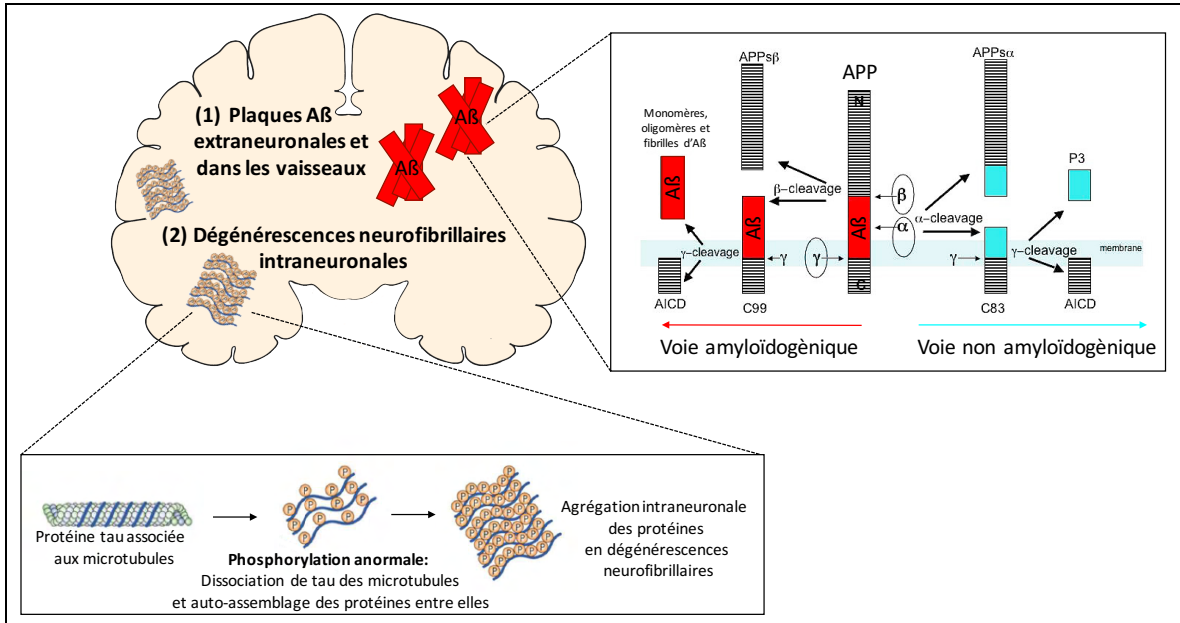 (1) Plaques Aß
extraneuronales et
dans les vaisseaux
Aß
Aß
(2) Dégénérescences neurofibrillaires
intraneuronales
APPsβ
APP
APPsα
Monomères,
oligomères et
fibrilles d'Aß
N
P3
Aß
β-cleavage
β
Aß
Aß
α
α-cleavage
γ-cleavage
γ
γ
γ
γ-cleavage
membrane
C
AICD
C99
C83
AICD
Voie amyloïdogènique
Voie non amyloïdogènique
P P P P P P P P P P P
Protéine tau associée
aux microtubules
Phosphorylation anormale:
Dissociation de tau des microtubules
et auto-assemblage des protéines entre elles
Agrégation intraneuronale
des protéines
en dégénérescences
neurofibrillaires